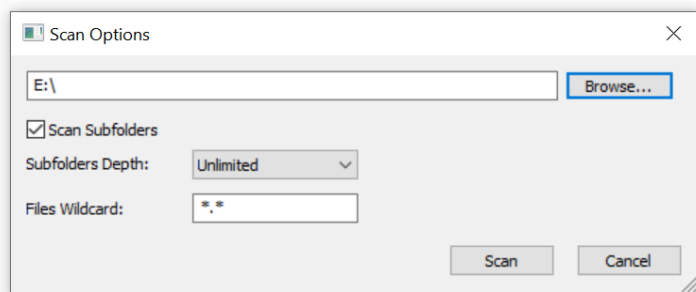 Scan Options
E:\ Browse...
Scan Subfolders
Subfolders Depth: Unlimited
Files Wildcard: *.*
Scan Cancel